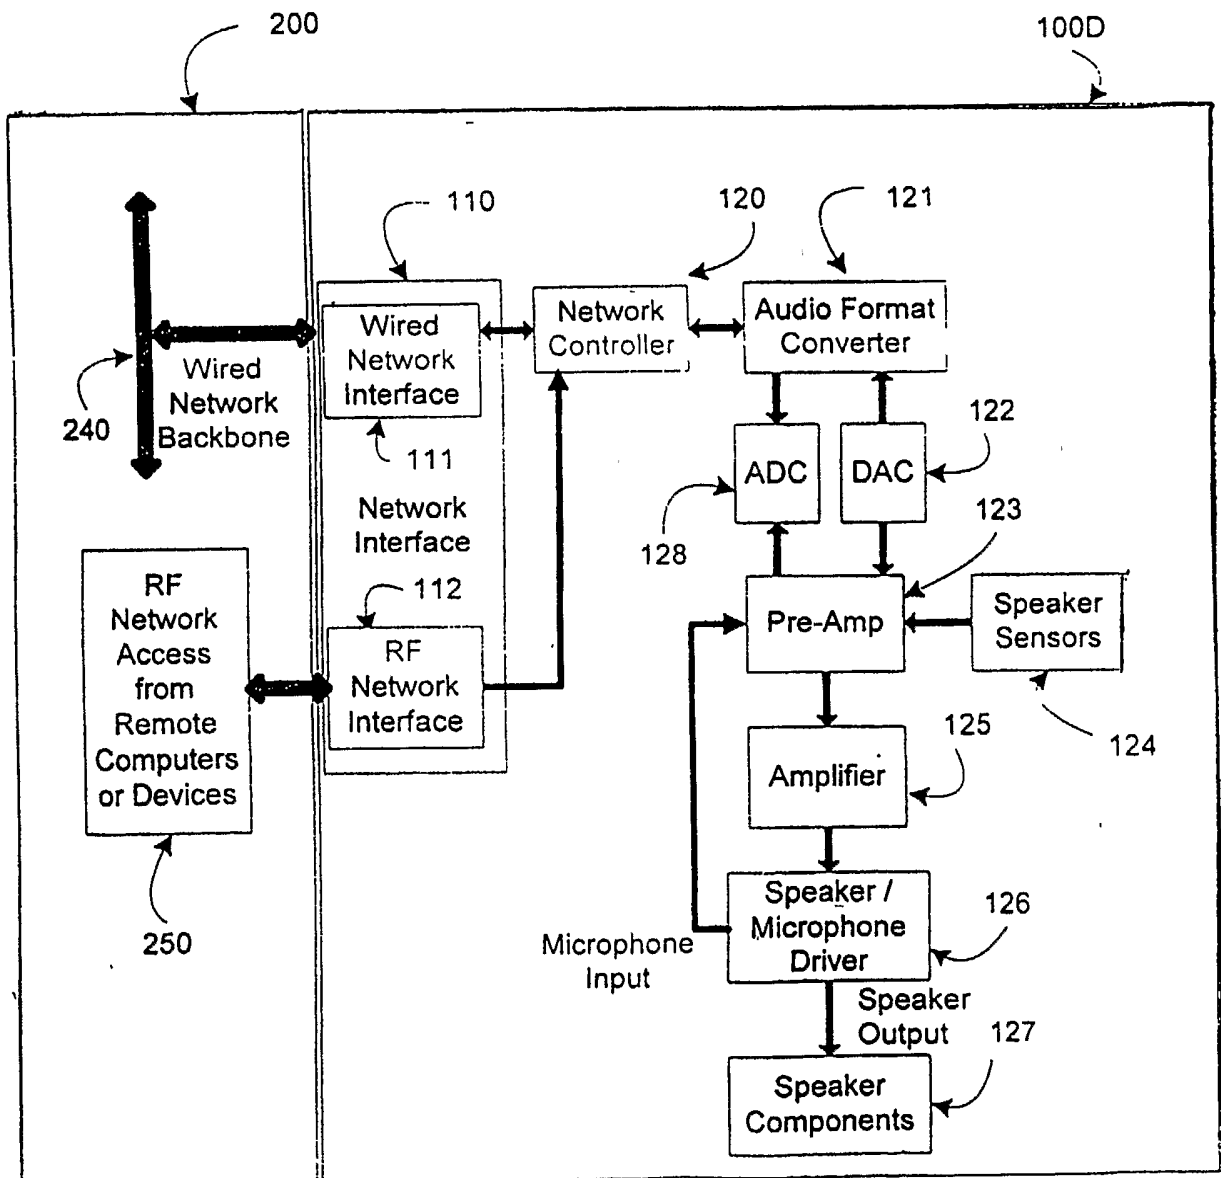 200
100D
110
120
121
Wired
Network
Interface
Network
Controller
Audio Format
Converter
Wired
Network
Backbone
240
111
ADC
DAC
122
Network
Interface
128
123
RF
Network
Access
from
Remote
Computers
or Devices
112
RF
Network
Interface
Pre-Amp
Speaker
Sensors
124
125
Amplifier
250
Speaker /
Microphone
Driver
126
Microphone
Input
Speaker
Output
127
Speaker
Components